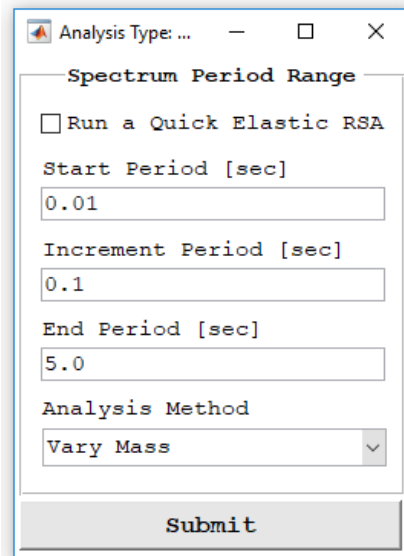 Analysis Type: ...
Spectrum Period Range
Run a Quick Elastic RSA
Start Period [sec]
0.01
Increment Period [sec]
0.1
End Period [sec]
5.0
Analysis Method
Vary Mass
Submit